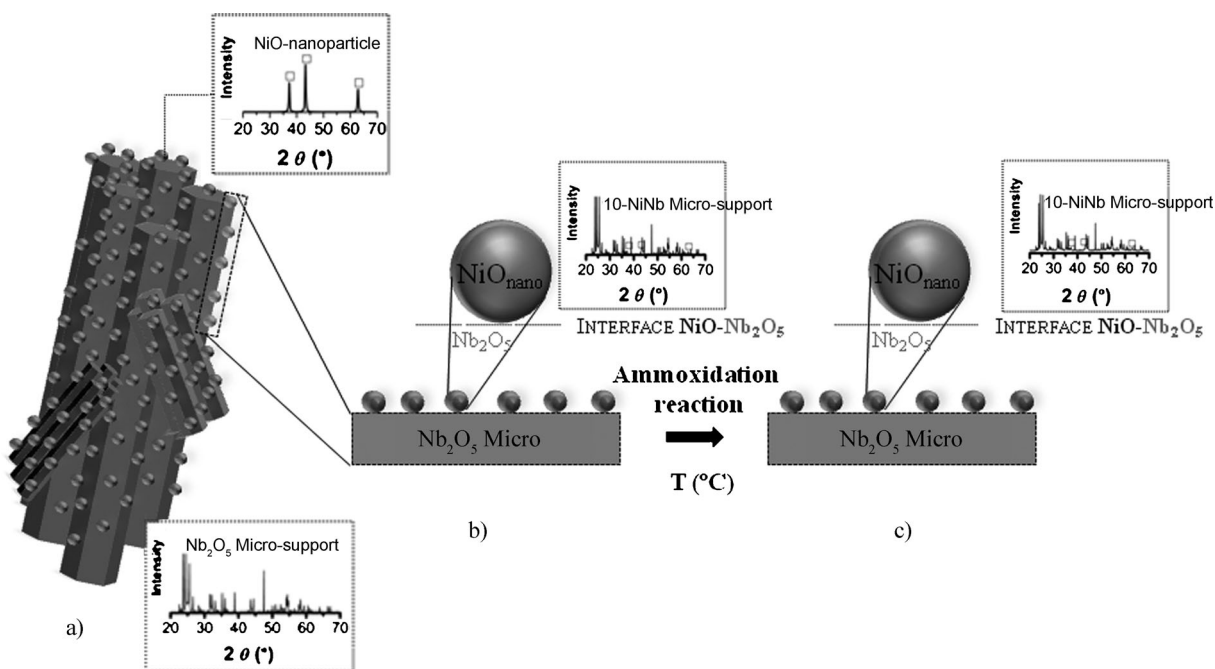 NiO-nanoparticle
Intensity
20 30 40 50 60 70
2 θ (°)
a)
Nb₂O₅ Micro-support
Intensity
20 30 40 50 60 70
2 θ (°)
10-NiNb Micro-support
Intensity
20 30 40 50 60 70
2 θ (°)
NiOnano
Nb₂O₅
INTERFACE NiO-Nb₂O₅
Nb₂O₅ Micro
b)
Ammoxidation
reaction
T (ºC)
10-NiNb Micro-support
Intensity
20 30 40 50 60 70
2 θ (°)
NiOnano
Nb₂O₅
INTERFACE NiO-Nb₂O₅
Nb₂O₅ Micro
c)